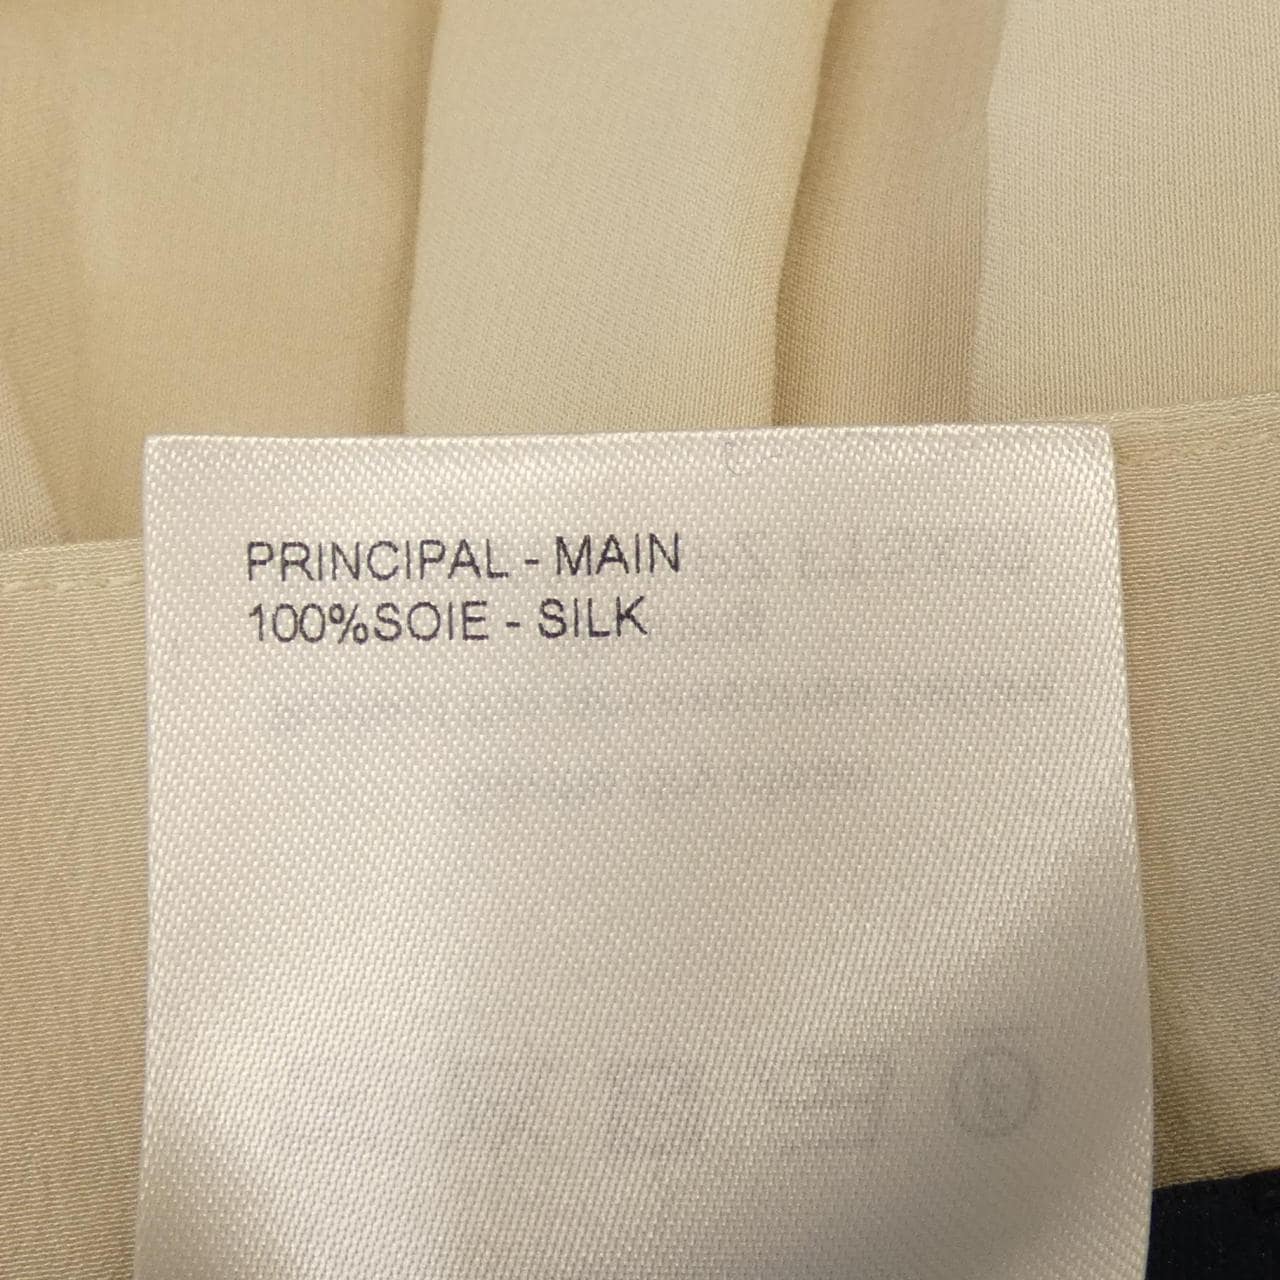 PRINCIPAL - MAIN
100%SOIE - SILK